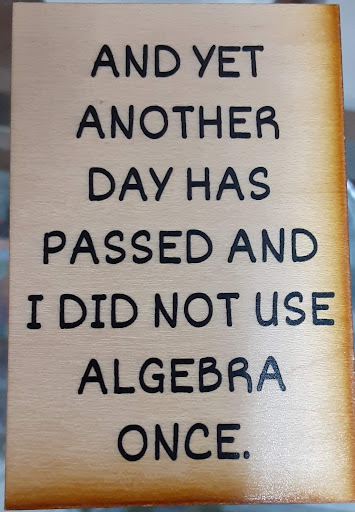 AND YET
ANOTHER
DAY HAS
PASSED AND
I DID NOT USE
ALGEBRA
ONCE.